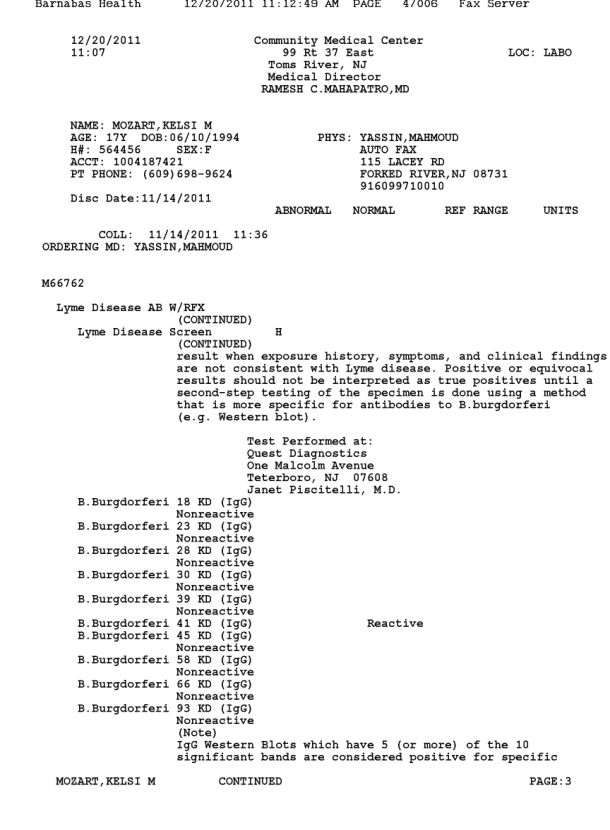 Barnabas Health 12/20/2011 11:12:49 AM PAGE 4/006 Fax Server
12/20/2011 Community Medical Center
11:07 99 Rt 37 East LOC: LABO
Toms River, NJ
Medical Director
RAMESH C.MAHAPATRO,MD
NAME: MOZART,KELSI M
AGE: 17Y DOB:06/10/1994 PHYS: YASSIN,MAHMOUD
H#: 564456 SEX:F AUTO FAX
ACCT: 1004187421 115 LACEY RD
PT PHONE: (609)698-9624 FORKED RIVER,NJ 08731
916099710010
Disc Date:11/14/2011
ABNORMAL NORMAL REF RANGE UNITS
COLL: 11/14/2011 11:36
ORDERING MD: YASSIN,MAHMOUD
M66762
Lyme Disease AB W/RFX
(CONTINUED)
Lyme Disease Screen H
(CONTINUED)
result when exposure history, symptoms, and clinical findings
are not consistent with Lyme disease. Positive or equivocal
results should not be interpreted as true positives until a
second-step testing of the specimen is done using a method
that is more specific for antibodies to B.burgdorferi
(e.g. Western blot).
Test Performed at:
Quest Diagnostics
One Malcolm Avenue
Teterboro, NJ 07608
Janet Piscitelli, M.D.
B.Burgdorferi 18 KD (IgG)
Nonreactive
B.Burgdorferi 23 KD (IgG)
Nonreactive
B.Burgdorferi 28 KD (IgG)
Nonreactive
B.Burgdorferi 30 KD (IgG)
Nonreactive
B.Burgdorferi 39 KD (IgG)
Nonreactive
B.Burgdorferi 41 KD (IgG) Reactive
B.Burgdorferi 45 KD (IgG)
Nonreactive
B.Burgdorferi 58 KD (IgG)
Nonreactive
B.Burgdorferi 66 KD (IgG)
Nonreactive
B.Burgdorferi 93 KD (IgG)
Nonreactive
(Note)
IgG Western Blots which have 5 (or more) of the 10
significant bands are considered positive for specific
MOZART,KELSI M CONTINUED PAGE:3